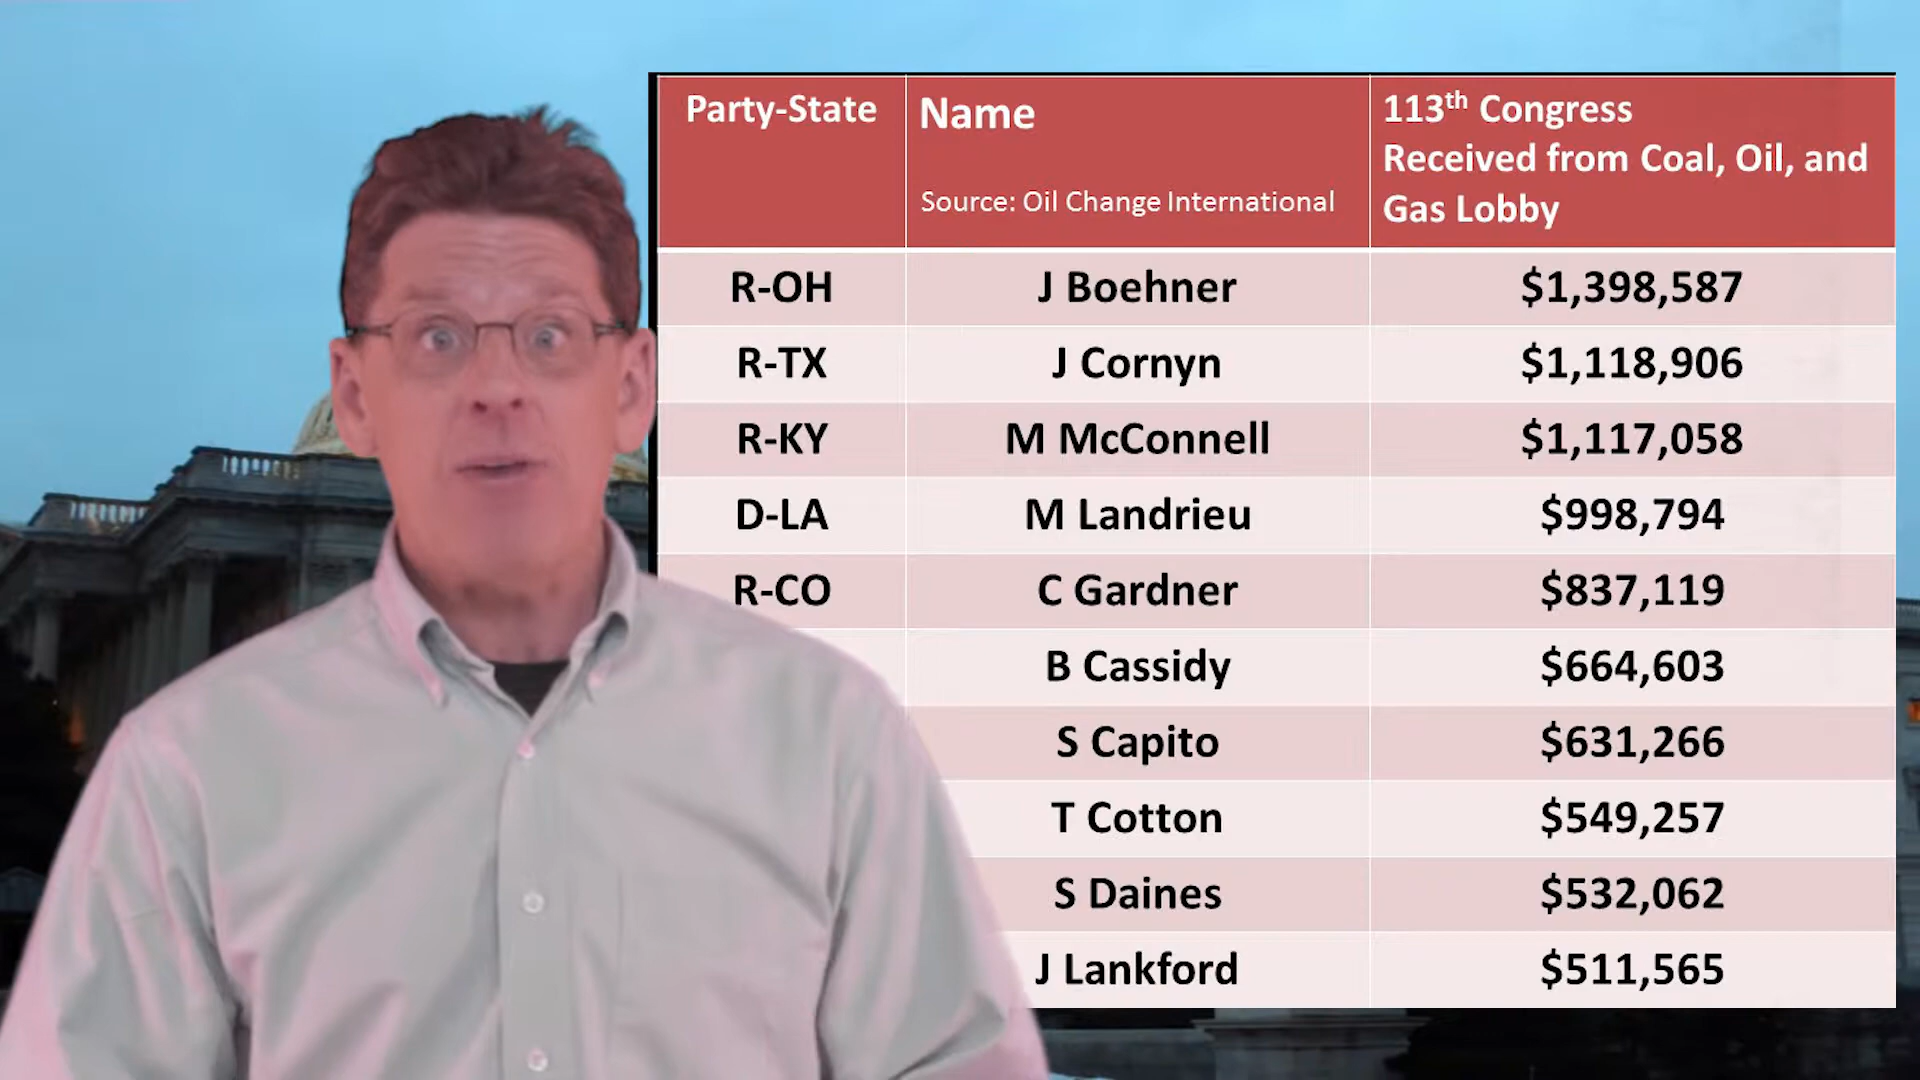 Party-State
Name
Source: Oil Change International
113th Congress
Received from Coal, Oil, and
Gas Lobby
R-OH J Boehner $1,398,587
R-TX J Cornyn $1,118,906
R-KY M McConnell $1,117,058
D-LA M Landrieu $998,794
R-CO C Gardner $837,119
B Cassidy $664,603
S Capito $631,266
T Cotton $549,257
S Daines $532,062
J Lankford $511,565